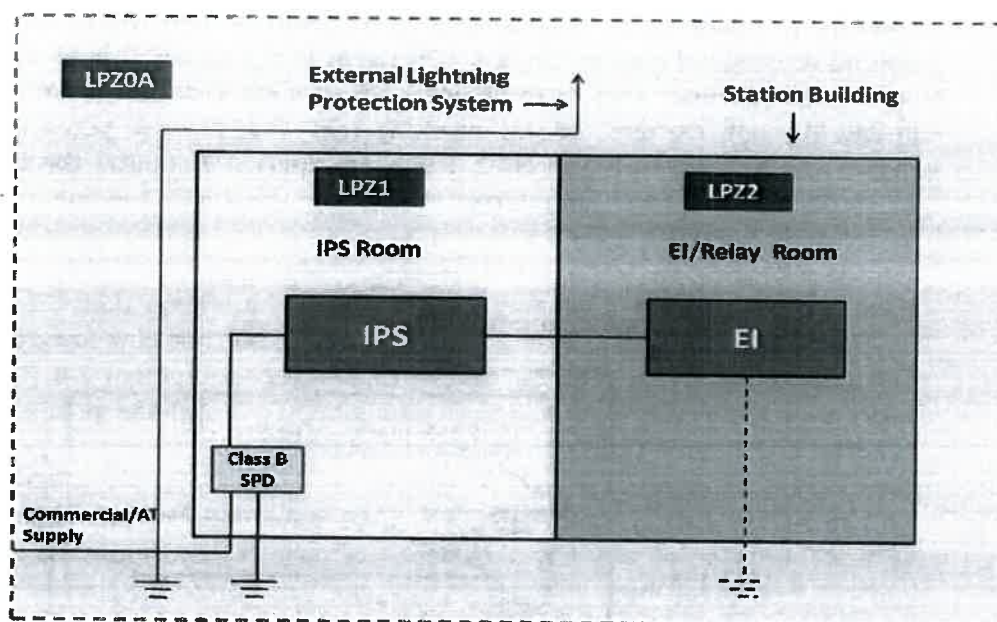 LPZ0A
External Lightning
Protection System
Station Building
LPZ1
LPZ2
IPS Room
EI/Relay Room
IPS
EI
Class B
SPD
Commercial/AT
Supply